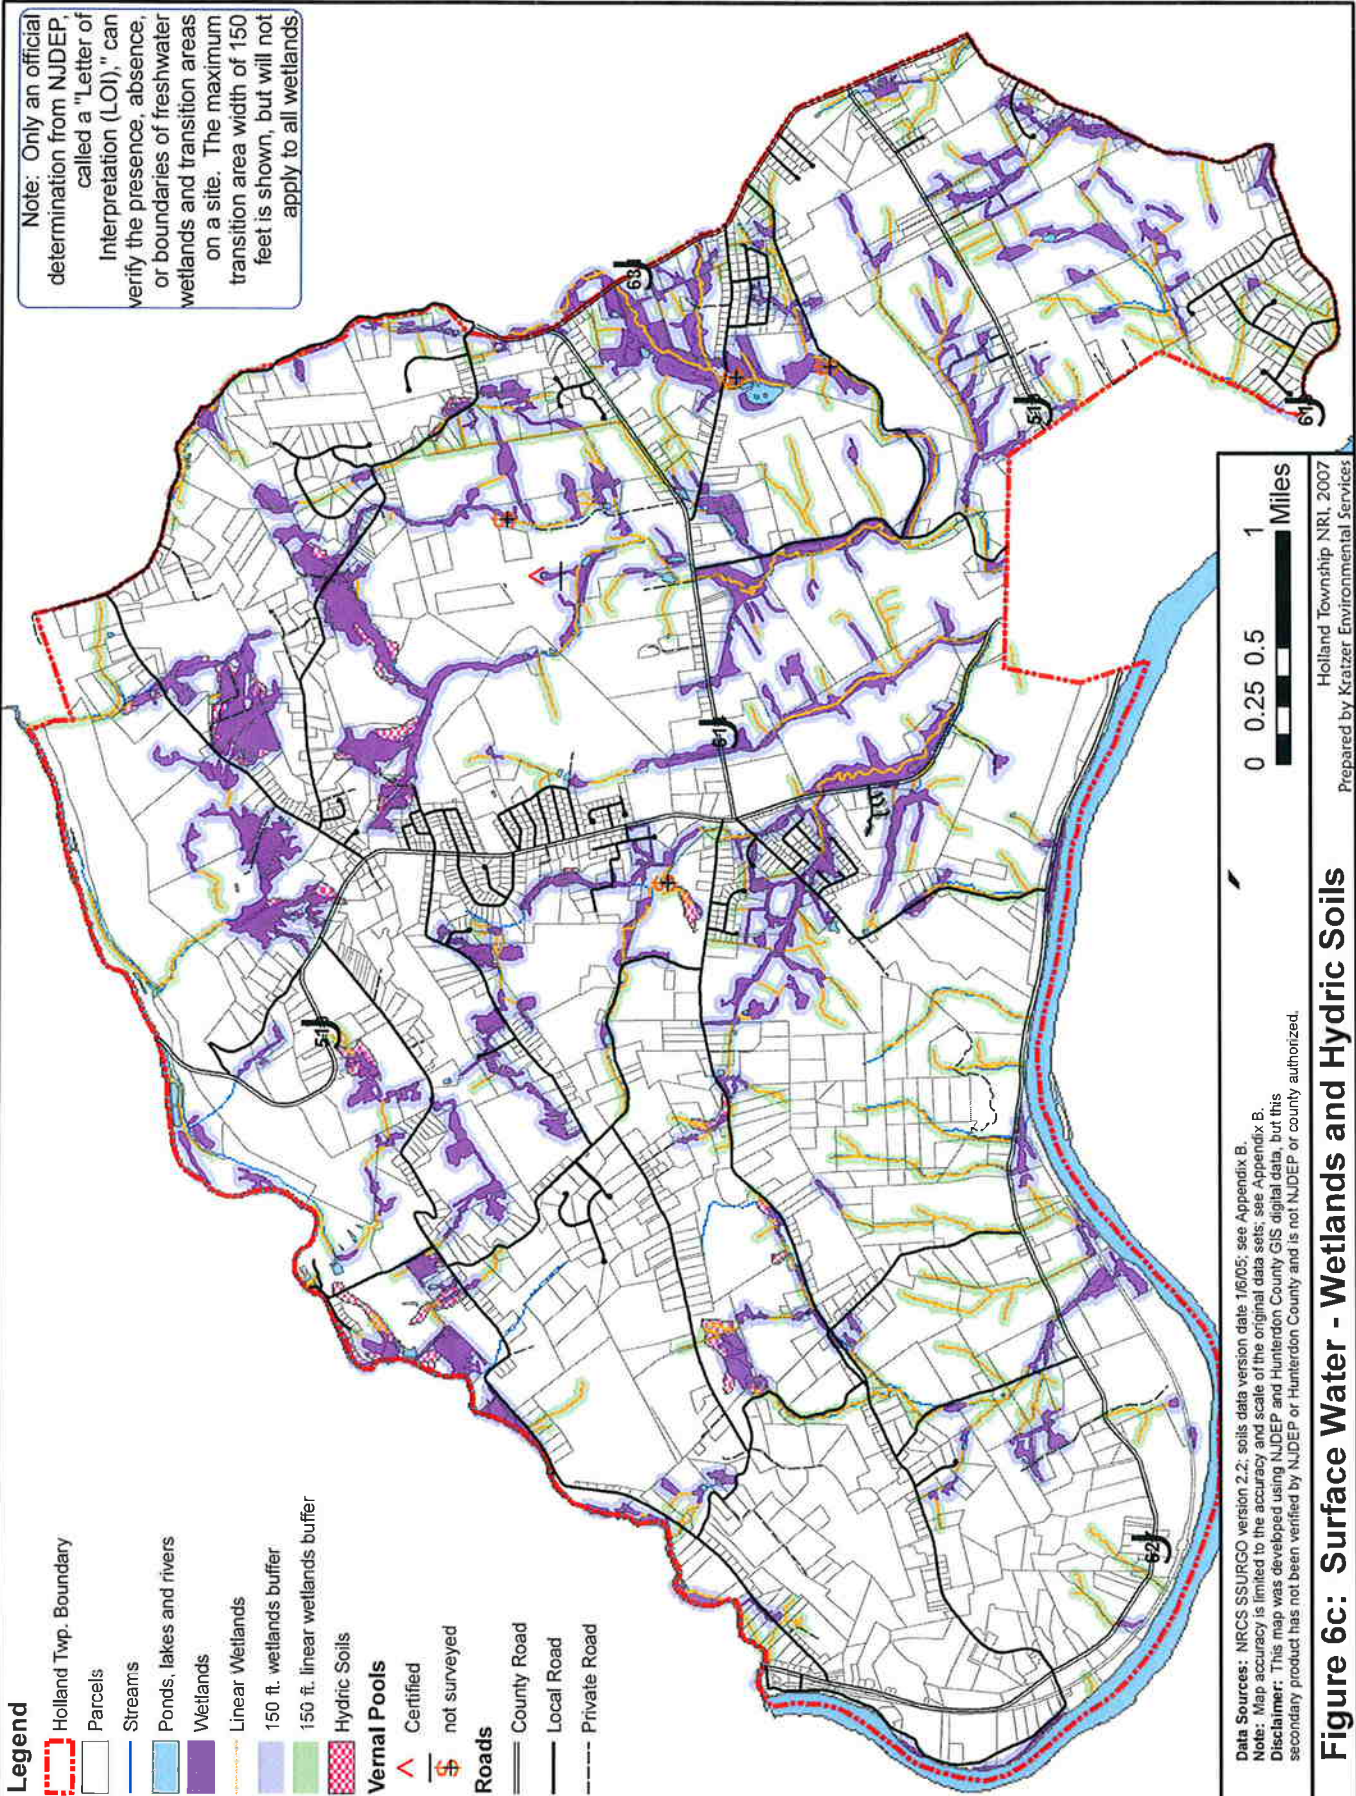 Legend
Holland Twp. Boundary
Parcels
Streams
Ponds, lakes and rivers
Wetlands
Linear Wetlands
150 ft. wetlands buffer
150 ft. linear wetlands buffer
Hydric Soils
Vernal Pools
Certified
not surveyed
Roads
County Road
Local Road
Private Road
Note: Only an official
determination from NJDEP,
called a "Letter of
Interpretation (LOI)," can
verify the presence, absence,
or boundaries of freshwater
wetlands and transition areas
on a site. The maximum
transition area width of 150
feet is shown, but will not
apply to all wetlands
63
51
61
51
61
62
0 0.25 0.5 1
Miles
Data Sources: NRCS SSURGO version 2.2; soils data version date 1/6/05; see Appendix B.
Note: Map accuracy is limited to the accuracy and scale of the original data sets; see Appendix B.
Disclaimer: This map was developed using NJDEP and Hunterdon County GIS digital data, but this
secondary product has not been verified by NJDEP or Hunterdon County and is not NJDEP or county authorized.
Figure 6c: Surface Water - Wetlands and Hydric Soils
Holland Township NRI, 2007
Prepared by Kratzer Environmental Services